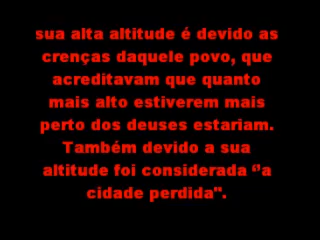 sua alta altitude é devido as
crenças daquele povo, que
acreditavam que quanto
mais alto estiverem mais
perto dos deuses estariam.
Também devido a sua
altitude foi considerada ‘’a
cidade perdida".